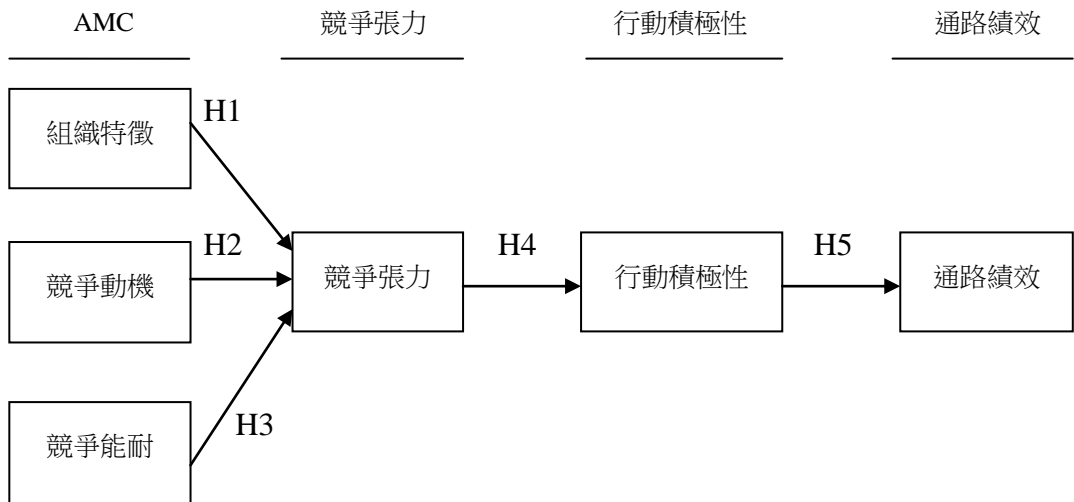 AMC
競爭張力
行動積極性
通路績效
組織特徵
H1
競爭動機
H2
競爭張力
H4
行動積極性
H5
通路績效
競爭能耐
H3